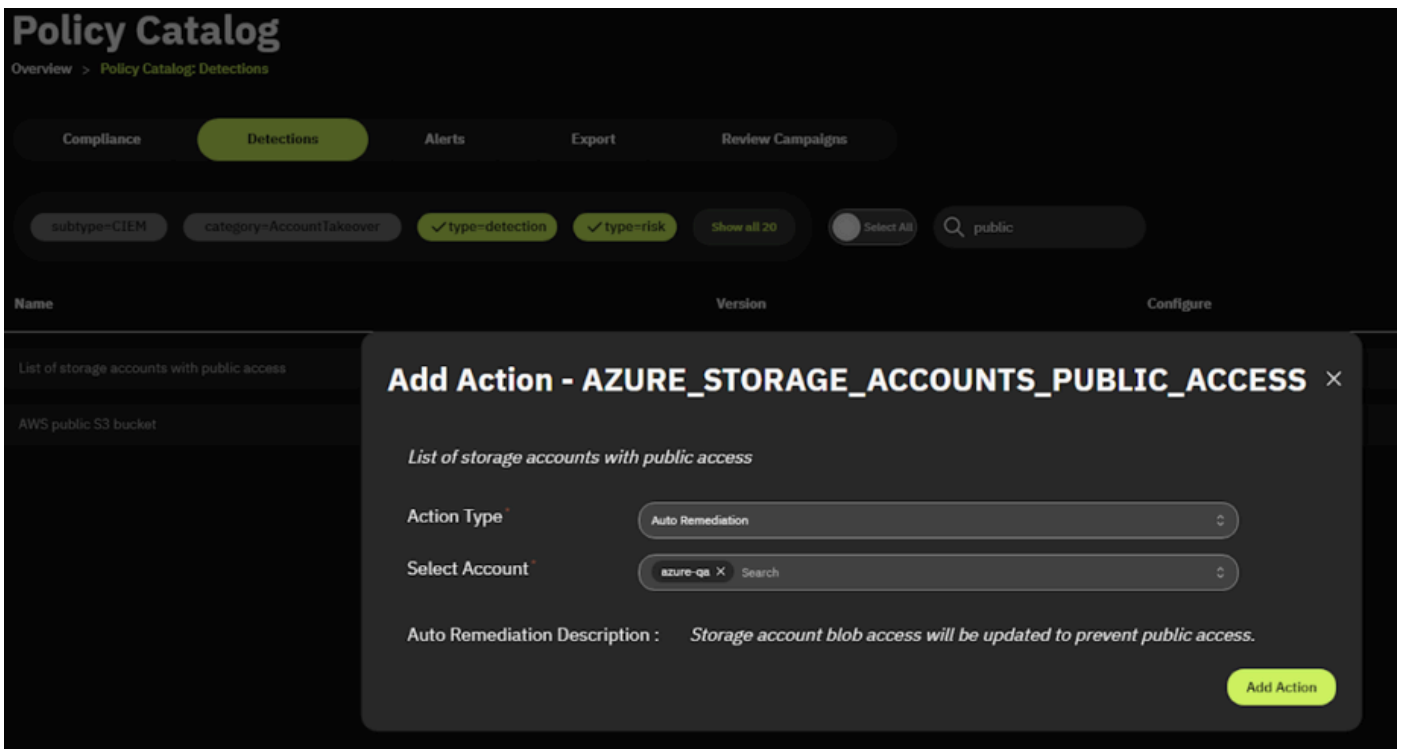 Policy Catalog
Overview > Policy Catalog: Detections
Compliance Detections Alerts Export Review Campaigns
subtype=CIEM category=AccountTakeover ✓type=detection ✓type=risk Show all 20 Select All public
Name Version Configure
List of storage accounts with public access
Add Action - AZURE_STORAGE_ACCOUNTS_PUBLIC_ACCESS ×
AWS public S3 bucket
List of storage accounts with public access
Action Type* Auto Remediation
Select Account* azure-qa × Search
Auto Remediation Description : Storage account blob access will be updated to prevent public access.
Add Action